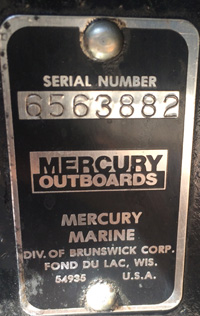 SERIAL NUMBER
6563882
MERCURY
OUTBOARDS
MERCURY
MARINE
DIV. OF BRUNSWICK CORP.
FOND DU LAC, WIS.
54935 U.S.A.